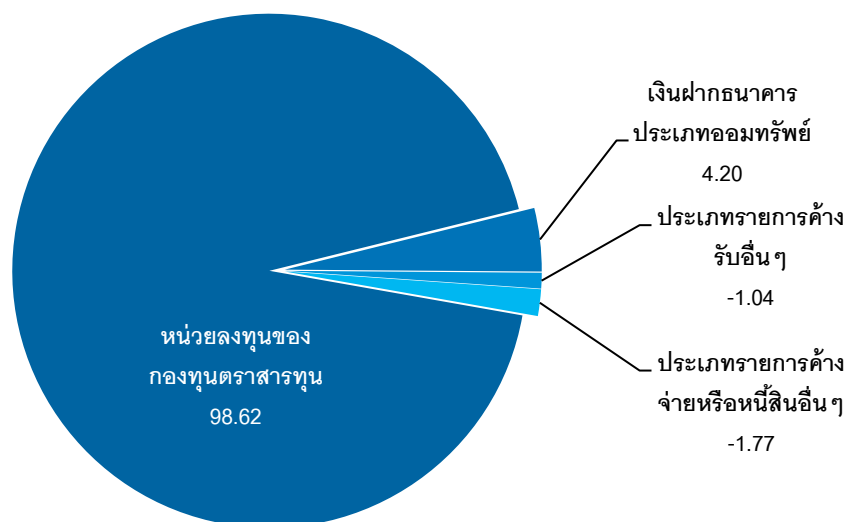 เงินฝากธนาคาร
ประเภทออมทรัพย์
4.20
ประเภทรายการค้าง
รับอื่นๆ
-1.04
หน่วยลงทุนของ
กองทุนตราสารทุน
98.62
ประเภทรายการค้าง
จ่ายหรือหนี้สินอื่นๆ
-1.77